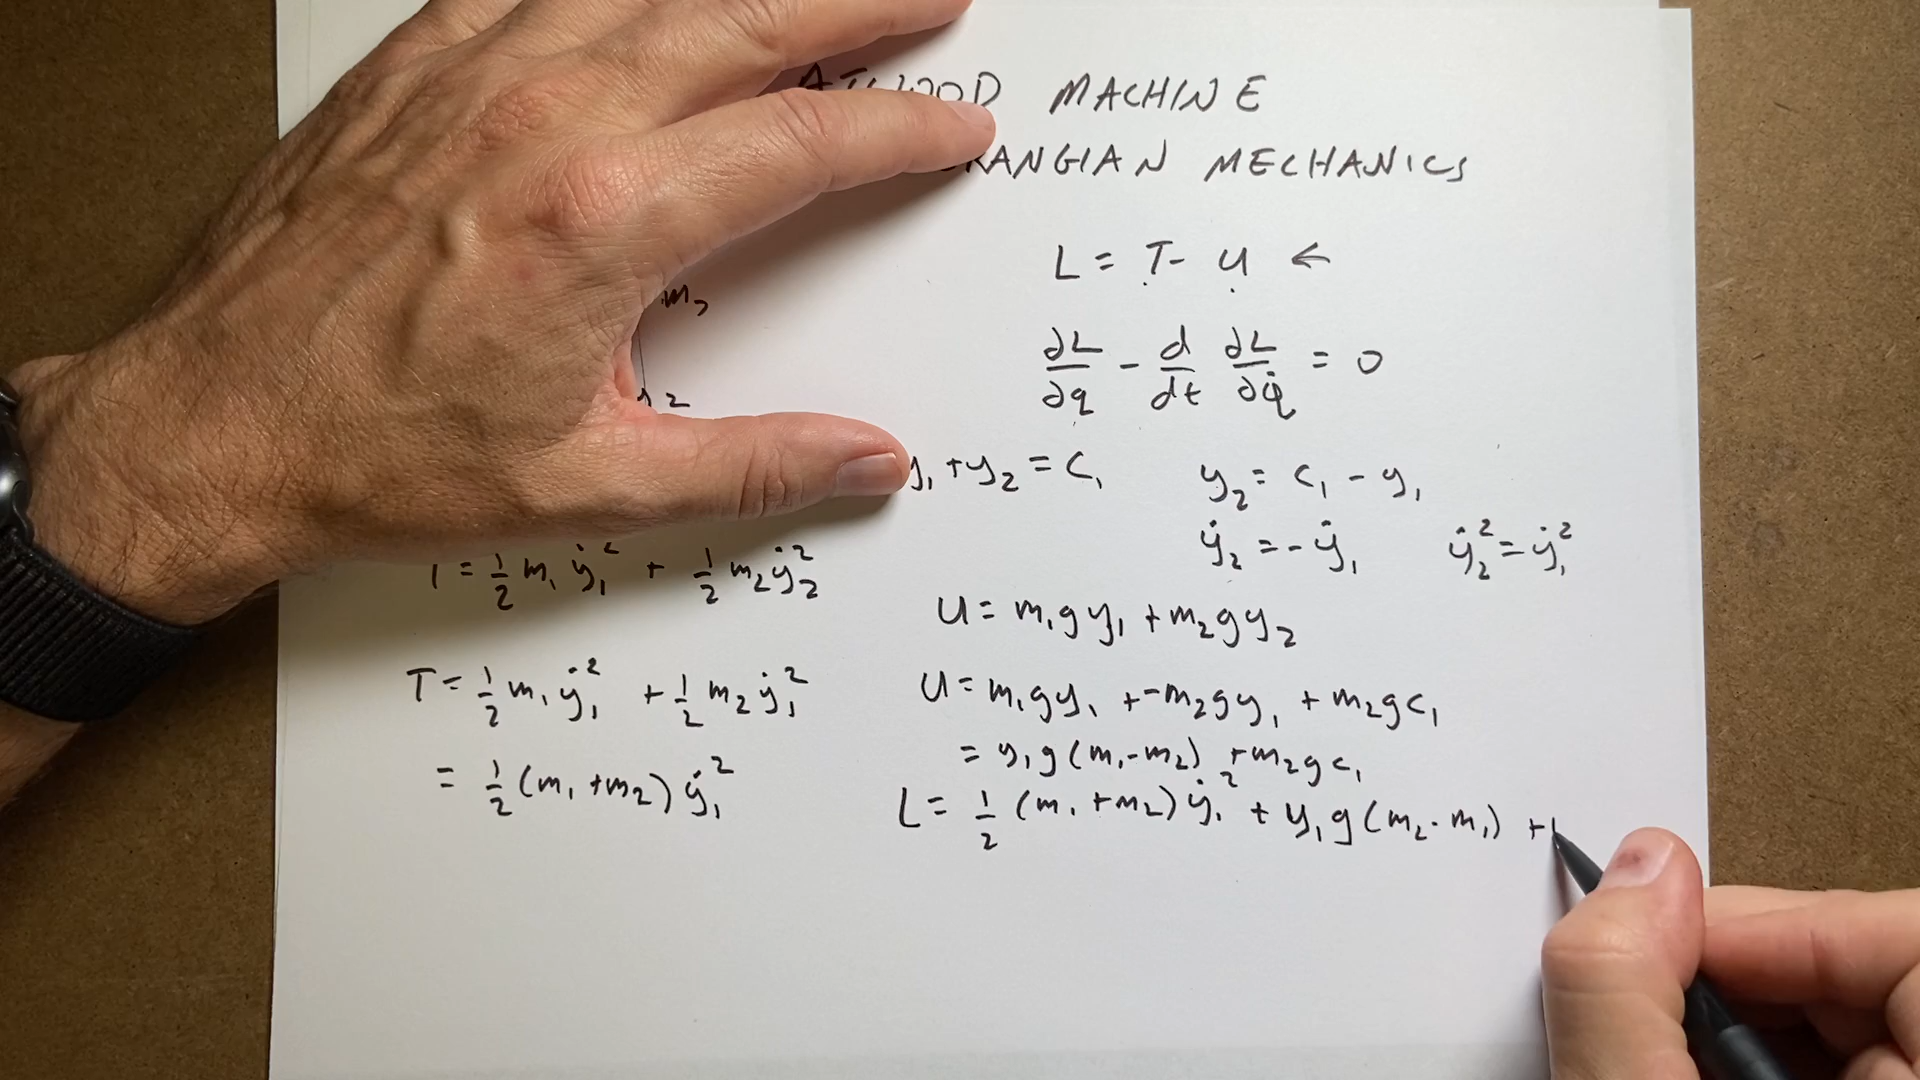 MACHINE
MECHANICS
L = T - U ←
m₂
∂L/∂q - d/dt ∂L/∂q̇ = 0
y₁ + y₂ = C₁
y₂ = C₁ - y₁
ẏ₂ = -ẏ₁ ẏ₂² = ẏ₁²
T = ½ m₁ ẏ₁² + ½ m₂ ẏ₂²
U = m₁gy₁ + m₂gy₂
T = ½ m₁ ẏ₁² + ½ m₂ ẏ₁²
U = m₁gy₁ + -m₂gy₁ + m₂gC₁
= y₁g(m₁-m₂) + m₂gC₁
= ½ (m₁ + m₂) ẏ₁²
L = ½ (m₁ + m₂) ẏ₁² + y₁g(m₂ - m₁) +